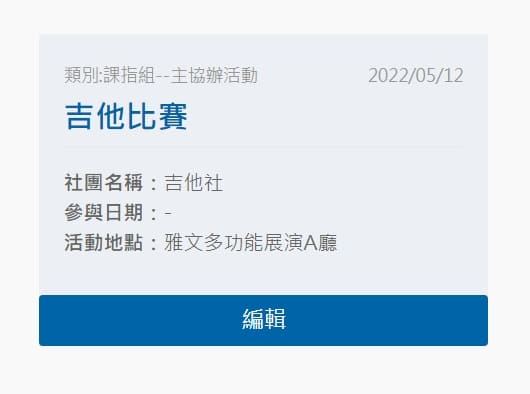 類別:課指組--主協辦活動 2022/05/12
吉他比賽
社團名稱：吉他社
參與日期：-
活動地點：雅文多功能展演A廳
編輯